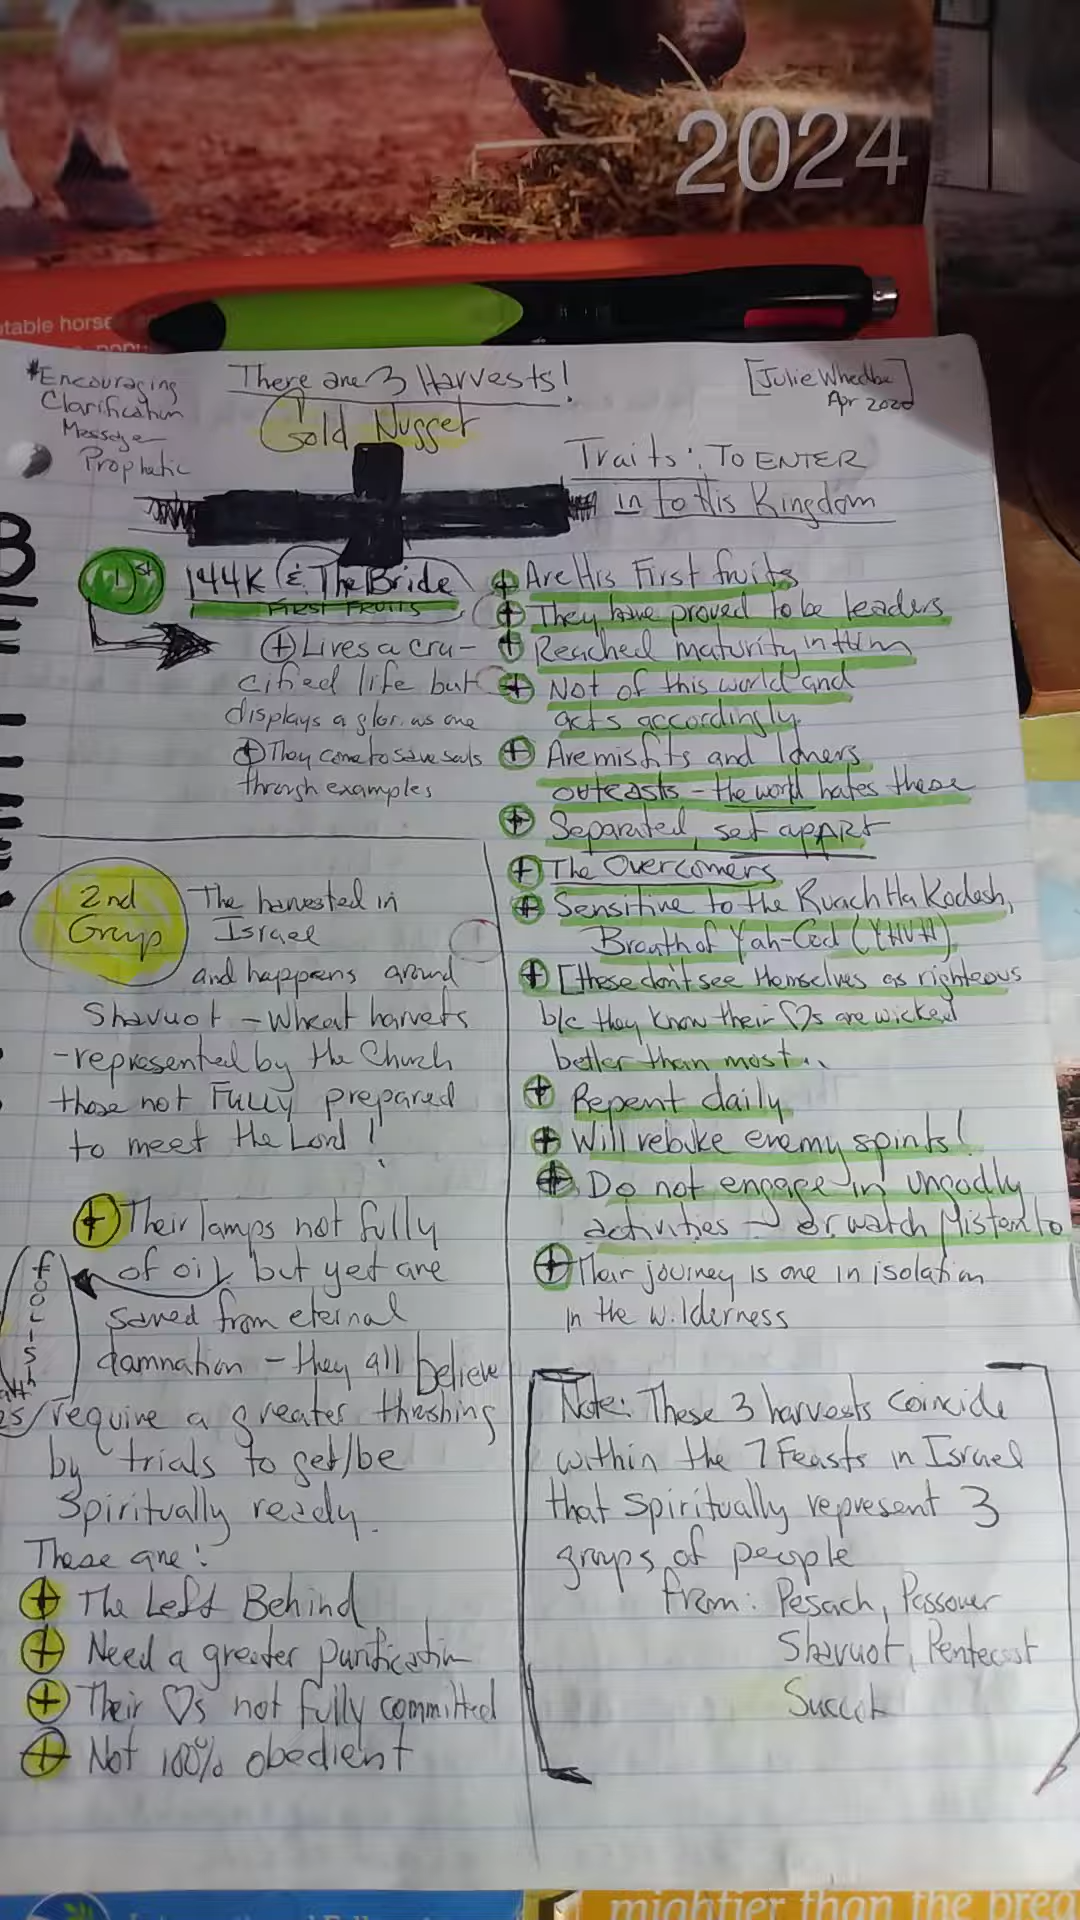 2024
table horse
*Encouraging
Clarification
Message
Prophetic
There are 3 Harvests!
Gold Nugget
[Julie Whedbe]
Apr 2020
Traits: TO ENTER
in to His Kingdom
B
1st
144K & The Bride
FIRST FRUITS
+ Lives a cru-
cified life but
displays a as one
+ They come to save souls
through examples
+ Are His First fruits
+ They have proved to be leaders
+ Reached maturity in Him
+ Not of this world and
acts accordingly
+ Are misfits and loners
outcasts - the world hates these
+ Separated, set apART
+ The Overcomers
+ Sensitive to the Ruach Ha Kodesh,
Breath of Yah-God (YHVH)
+ [these don't see themselves as righteous
b/c they know their ♡s are wicked
better than most...
+ Repent daily
+ Will rebuke enemy spirits!
+ Do not engage in ungodly
activities - or watch / listen to
+ Their journey is one in isolation
in the wilderness
2nd
Group
The harvested in
Israel
and happens around
Shavuot - Wheat harvets
- represented by the Church
those not Fully prepared
to meet the Lord!
+ Their lamps not fully
of oil but yet are
saved from eternal
damnation - they all believe
foolish
require a greater thrashing
by trials to get/be
Spiritually ready.
These are:
+ The Left Behind
+ Need a greater purification
+ Their ♡s not fully committed
+ Not 100% obedient
Note: These 3 harvests coincide
within the 7 Feasts in Israel
that spiritually represent 3
groups of people
from: Pesach, Passover
Shavuot, Pentecost
Succot
mightier than the brea